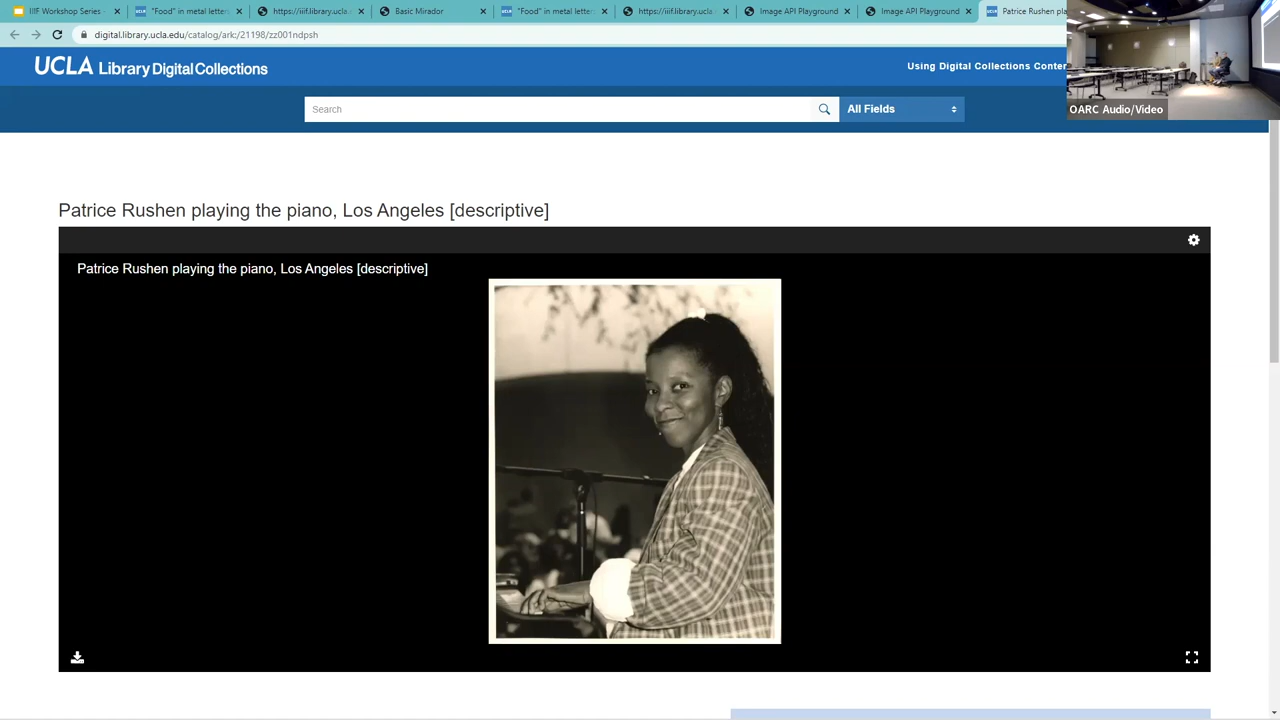 IIIF Workshop Series -
"Food" in metal letter
https://iiif.library.ucla.
Basic Mirador
"Food" in metal letter
https://iiif.library.ucla.
Image API Playground
Image API Playground
Patrice Rushen pla
digital.library.ucla.edu/catalog/ark:/21198/zz001ndpsh
UCLA Library Digital Collections
Using Digital Collections
OARC Audio/Video
Search
All Fields
Patrice Rushen playing the piano, Los Angeles [descriptive]
Patrice Rushen playing the piano, Los Angeles [descriptive]